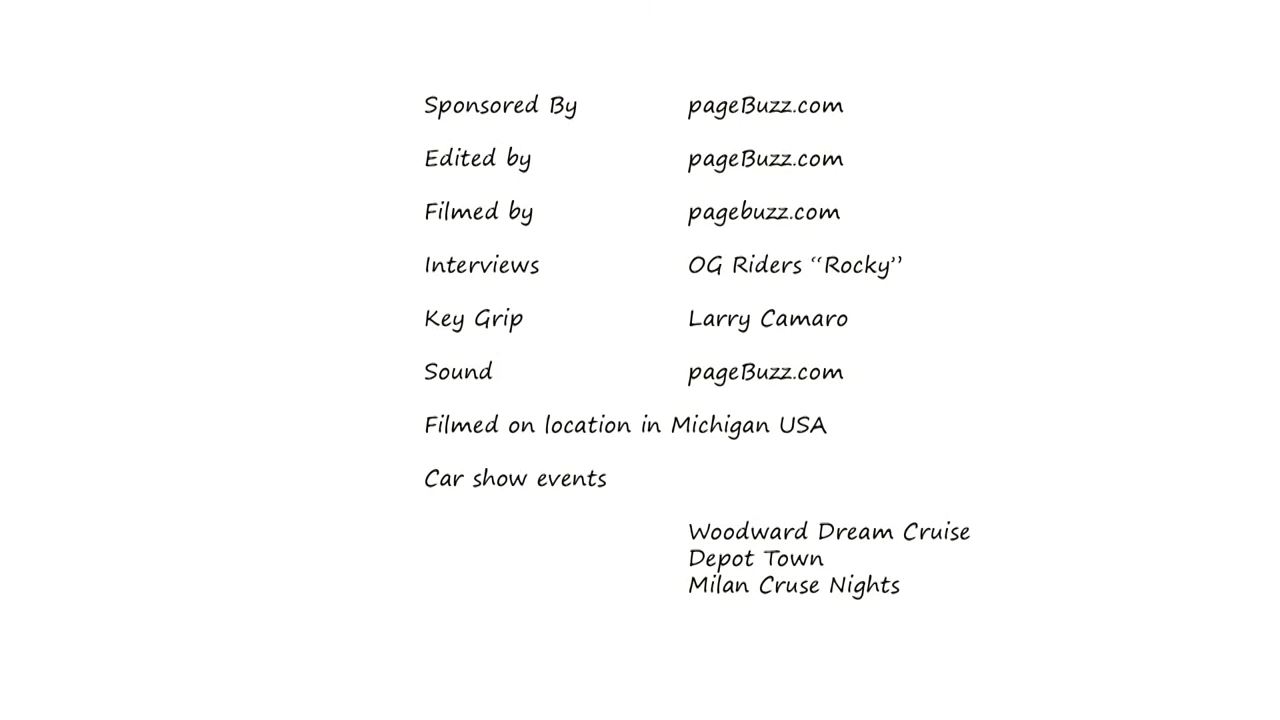 Sponsored By pageBuzz.com
Edited by pageBuzz.com
Filmed by pagebuzz.com
Interviews OG Riders “Rocky”
Key Grip Larry Camaro
Sound pageBuzz.com
Filmed on location in Michigan USA
Car show events
Woodward Dream Cruise
Depot Town
Milan Cruse Nights